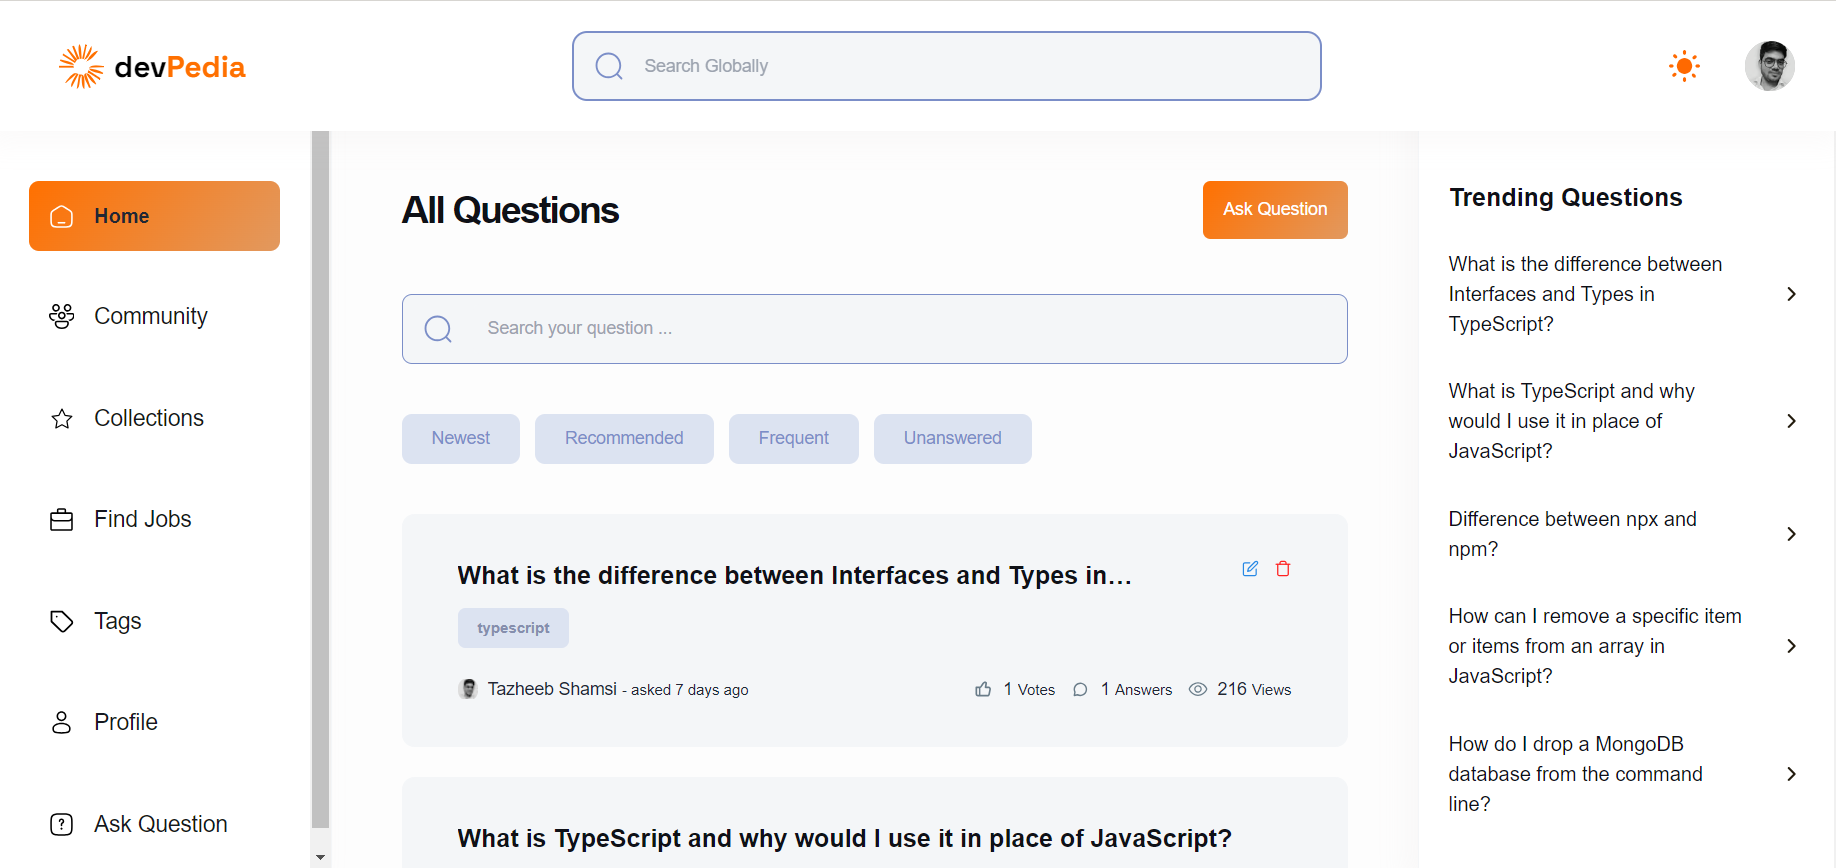 devPedia
Search Globally
Home
Community
Collections
Find Jobs
Tags
Profile
Ask Question
All Questions
Ask Question
Search your question ...
Newest
Recommended
Frequent
Unanswered
What is the difference between Interfaces and Types in...
typescript
Tazheeb Shamsi - asked 7 days ago
1 Votes
1 Answers
216 Views
What is TypeScript and why would I use it in place of JavaScript?
Trending Questions
What is the difference between
Interfaces and Types in
TypeScript?
What is TypeScript and why
would I use it in place of
JavaScript?
Difference between npx and
npm?
How can I remove a specific item
or items from an array in
JavaScript?
How do I drop a MongoDB
database from the command
line?